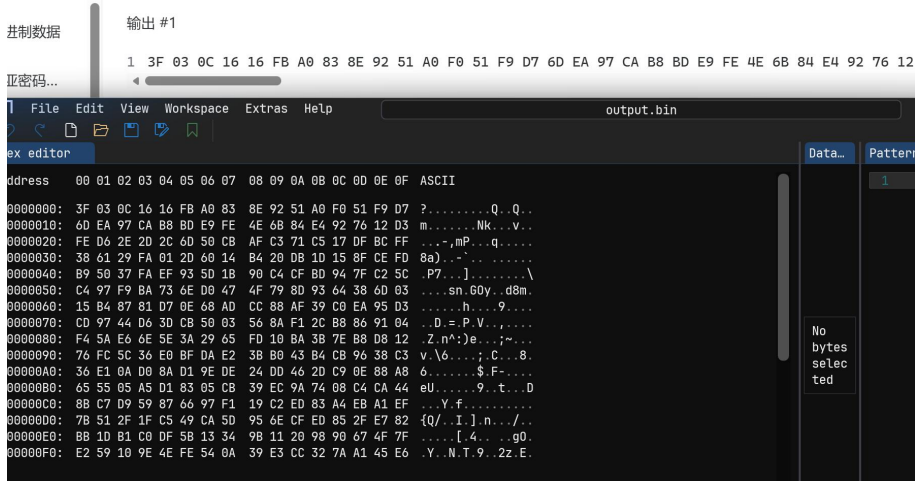 进制数据
输出 #1
1 3F 03 0C 16 16 FB A0 83 8E 92 51 A0 F0 51 F9 D7 6D EA 97 CA B8 BD E9 FE 4E 6B 84 E4 92 76 12
亚密码...
File Edit View Workspace Extras Help output.bin
ex editor Data… Pattern
ddress 00 01 02 03 04 05 06 07 08 09 0A 0B 0C 0D 0E 0F ASCII 1
0000000: 3F 03 0C 16 16 FB A0 83 8E 92 51 A0 F0 51 F9 D7 ?.........Q..Q..
0000010: 6D EA 97 CA B8 BD E9 FE 4E 6B 84 E4 92 76 12 D3 m.......Nk...v..
0000020: FE D6 2E 2D 2C 6D 50 CB AF C3 71 C5 17 DF BC FF ...-,mP...q.....
0000030: 38 61 29 FA 01 2D 60 14 B4 20 DB 1D 15 8F CE FD 8a)..-`.. ......
0000040: B9 50 37 FA EF 93 5D 1B 90 C4 CF BD 94 7F C2 5C .P7...]........\
0000050: C4 97 F9 BA 73 6E D0 47 4F 79 8D 93 64 38 6D 03 ....sn.GOy..d8m.
0000060: 15 B4 87 81 D7 0E 68 AD CC 88 AF 39 C0 EA 95 D3 ......h....9....
0000070: CD 97 44 D6 3D CB 50 03 56 8A F1 2C B8 86 91 04 ..D.=.P.V..,....
0000080: F4 5A E6 6E 5E 3A 29 65 FD 10 BA 3B 7E B8 D8 12 .Z.n^:)e...;~...
0000090: 76 FC 5C 36 E0 BF DA E2 3B B0 43 B4 CB 96 38 C3 v.\6....;.C...8.
00000A0: 36 E1 0A D0 8A D1 9E DE 24 DD 46 2D C9 0E 88 A8 6.......$.F-....
00000B0: 65 55 05 A5 D1 83 05 CB 39 EC 9A 74 08 C4 CA 44 eU......9..t...D
00000C0: 8B C7 D9 59 87 66 97 F1 19 C2 ED 83 A4 EB A1 EF ...Y.f..........
00000D0: 7B 51 2F 1F C5 49 CA 5D 95 6E CF ED 85 2F E7 82 {Q/..I.].n.../..
00000E0: BB 1D B1 C0 DF 5B 13 34 9B 11 20 98 90 67 4F 7F .....[.4.. ..gO.
00000F0: E2 59 10 9E 4E FE 54 0A 39 E3 CC 32 7A A1 45 E6 .Y..N.T.9..2z.E.
No
bytes
selec
ted